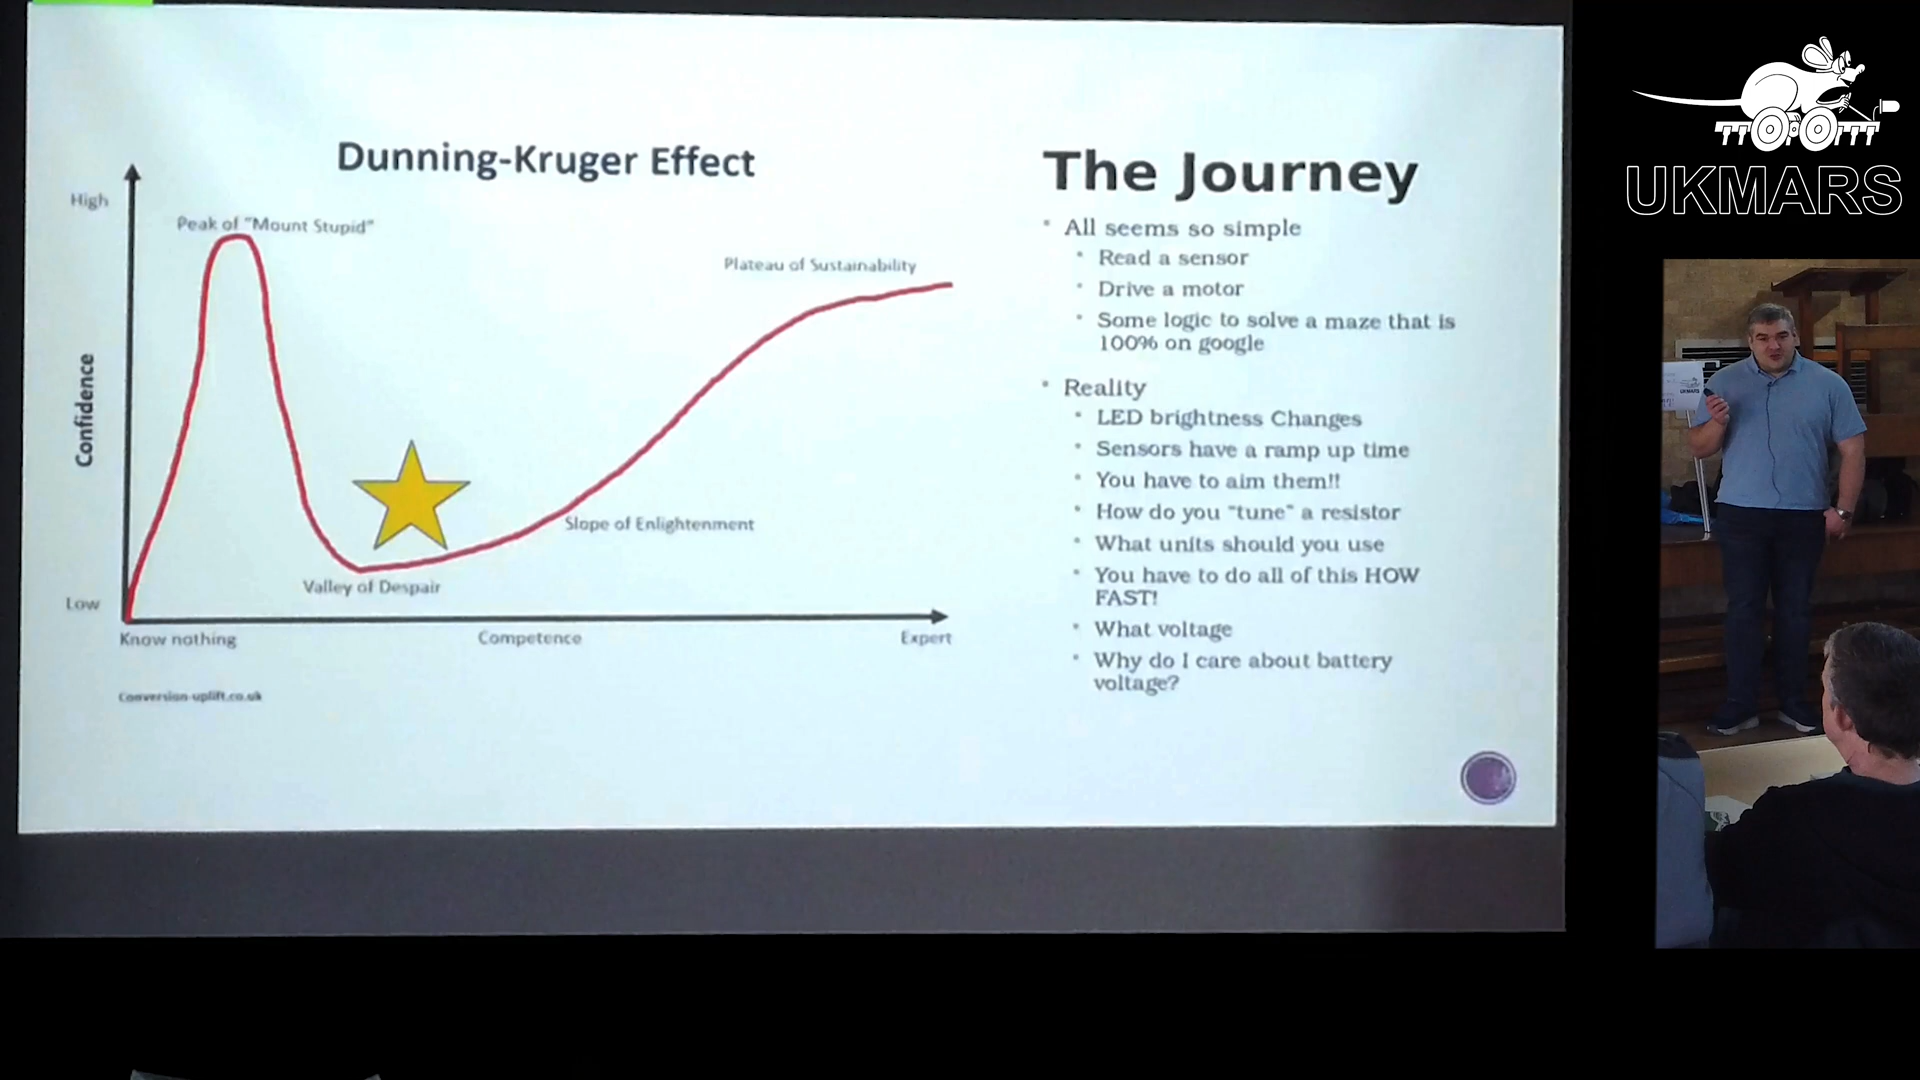 Dunning-Kruger Effect
High
Peak of "Mount Stupid"
Plateau of Sustainability
Confidence
Slope of Enlightenment
Valley of Despair
Low
Know nothing
Competence
Expert
Conversion-uplift.co.uk
The Journey
All seems so simple
Read a sensor
Drive a motor
Some logic to solve a maze that is
100% on google
Reality
LED brightness Changes
Sensors have a ramp up time
You have to aim them!!
How do you "tune" a resistor
What units should you use
You have to do all of this HOW
FAST!
What voltage
Why do I care about battery
voltage?
UKMARS
UKMARS